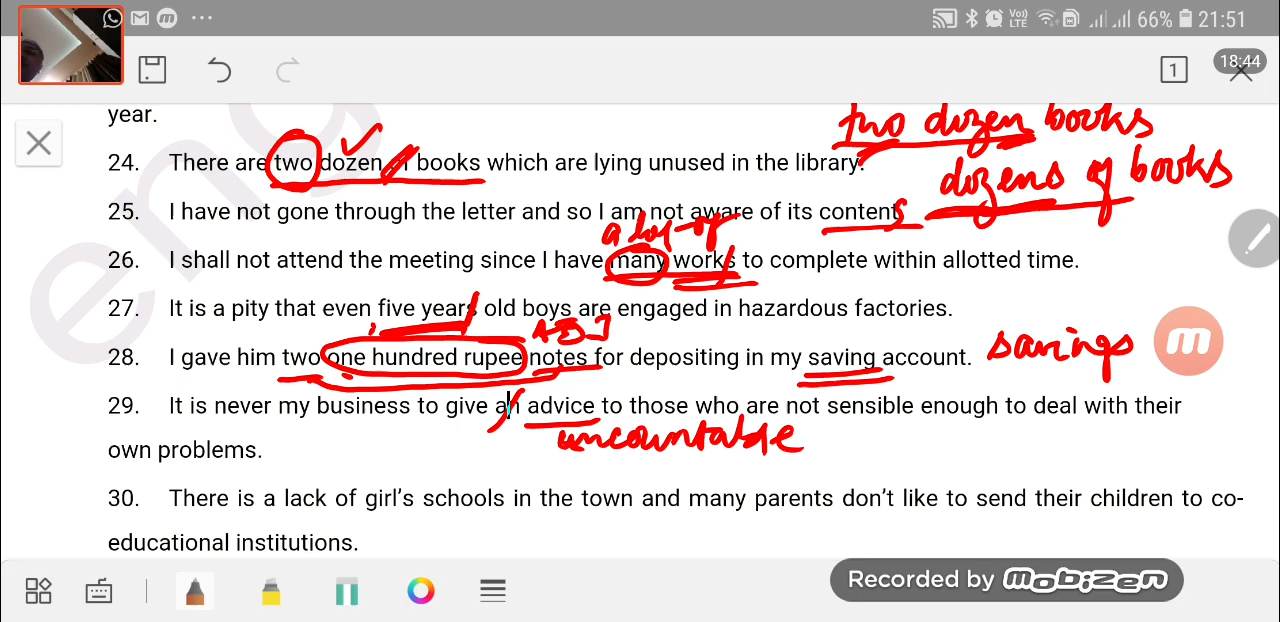 Vo))
LTE
66%
21:51
1
18:44
year.
two dozen books
24. There are two dozen of books which are lying unused in the library.
dozens of books
25. I have not gone through the letter and so I am not aware of its contents
a lot of
26. I shall not attend the meeting since I have many works to complete within allotted time.
27. It is a pity that even five years old boys are engaged in hazardous factories.
ADJ
28. I gave him two one hundred rupee notes for depositing in my saving account.
savings
29. It is never my business to give an advice to those who are not sensible enough to deal with their
uncountable
own problems.
30. There is a lack of girl's schools in the town and many parents don't like to send their children to co-
educational institutions.
eng
Recorded by mobizen